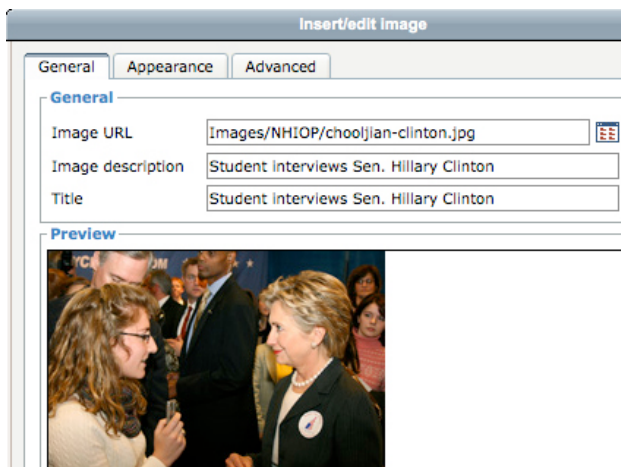 Insert/edit image
General Appearance Advanced
General
Image URL Images/NHIOP/chooljian-clinton.jpg
Image description Student interviews Sen. Hillary Clinton
Title Student interviews Sen. Hillary Clinton
Preview